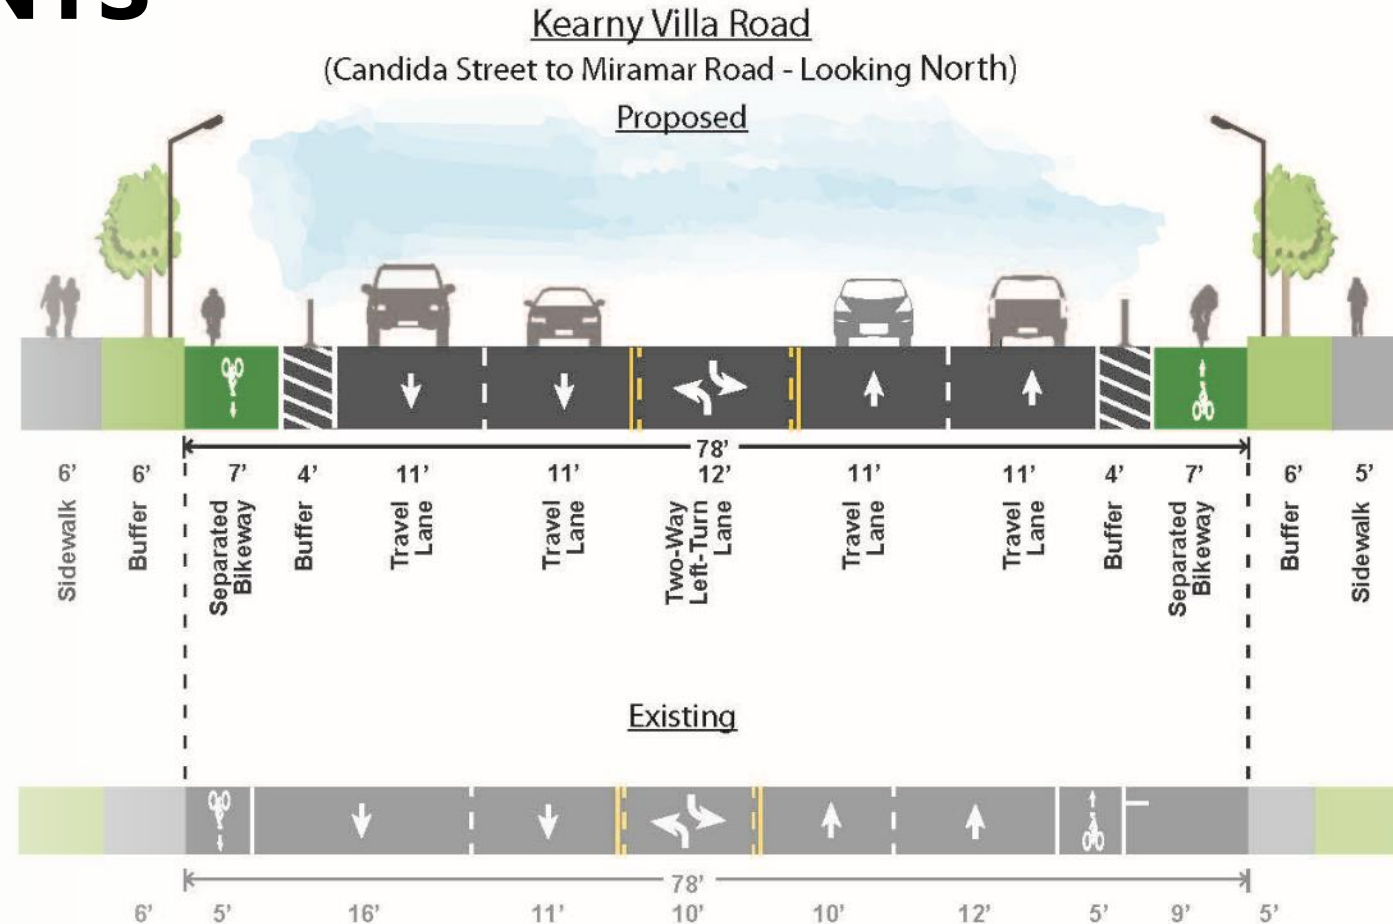 NTS
Kearny Villa Road
(Candida Street to Miramar Road - Looking North)
Proposed
78'
6' 6' 7' 4' 11' 11' 12' 11' 11' 4' 7' 6' 5'
Sidewalk
Buffer
Separated
Bikeway
Buffer
Travel
Lane
Travel
Lane
Two-Way
Left-Turn
Lane
Travel
Lane
Travel
Lane
Buffer
Separated
Bikeway
Buffer
Sidewalk
Existing
78'
6' 5' 16' 11' 10' 10' 12' 5' 9' 5'